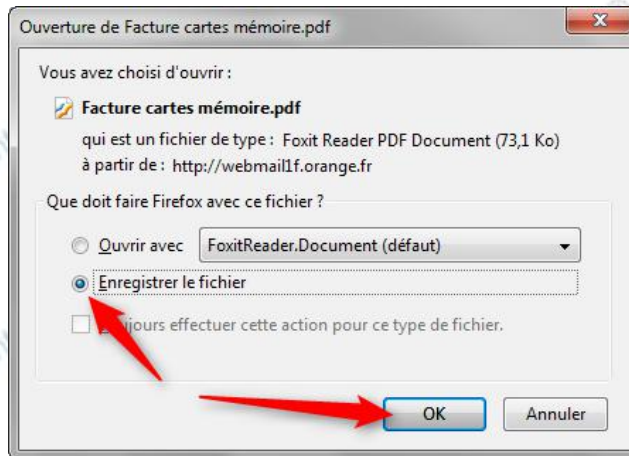 Ouverture de Facture cartes mémoire.pdf
Vous avez choisi d'ouvrir :
Facture cartes mémoire.pdf
qui est un fichier de type : Foxit Reader PDF Document (73,1 Ko)
à partir de : http://webmail1f.orange.fr
Que doit faire Firefox avec ce fichier ?
Ouvrir avec FoxitReader.Document (défaut)
Enregistrer le fichier
effectuer cette action pour ce type de fichier.
OK Annuler